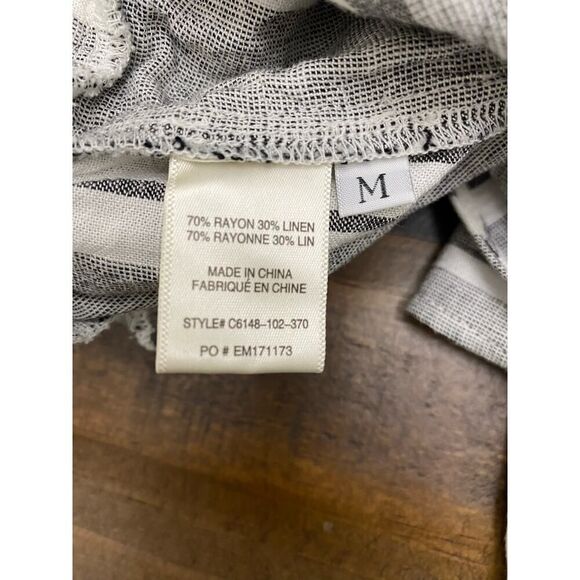 M
70% RAYON 30% LINEN
70% RAYONNE 30% LIN
MADE IN CHINA
FABRIQUÉ EN CHINE
STYLE# C6148-102-370
PO # EM171173